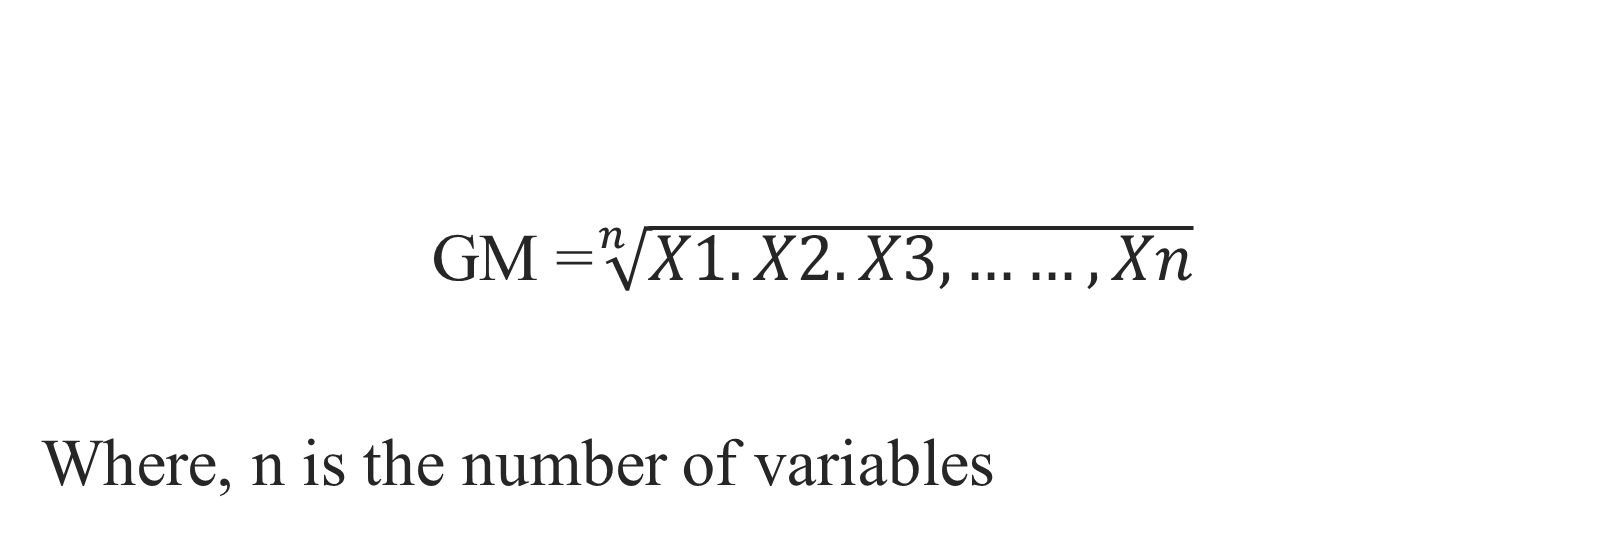 GM = ⁿ√X1. X2. X3, … … , Xn
Where, n is the number of variables